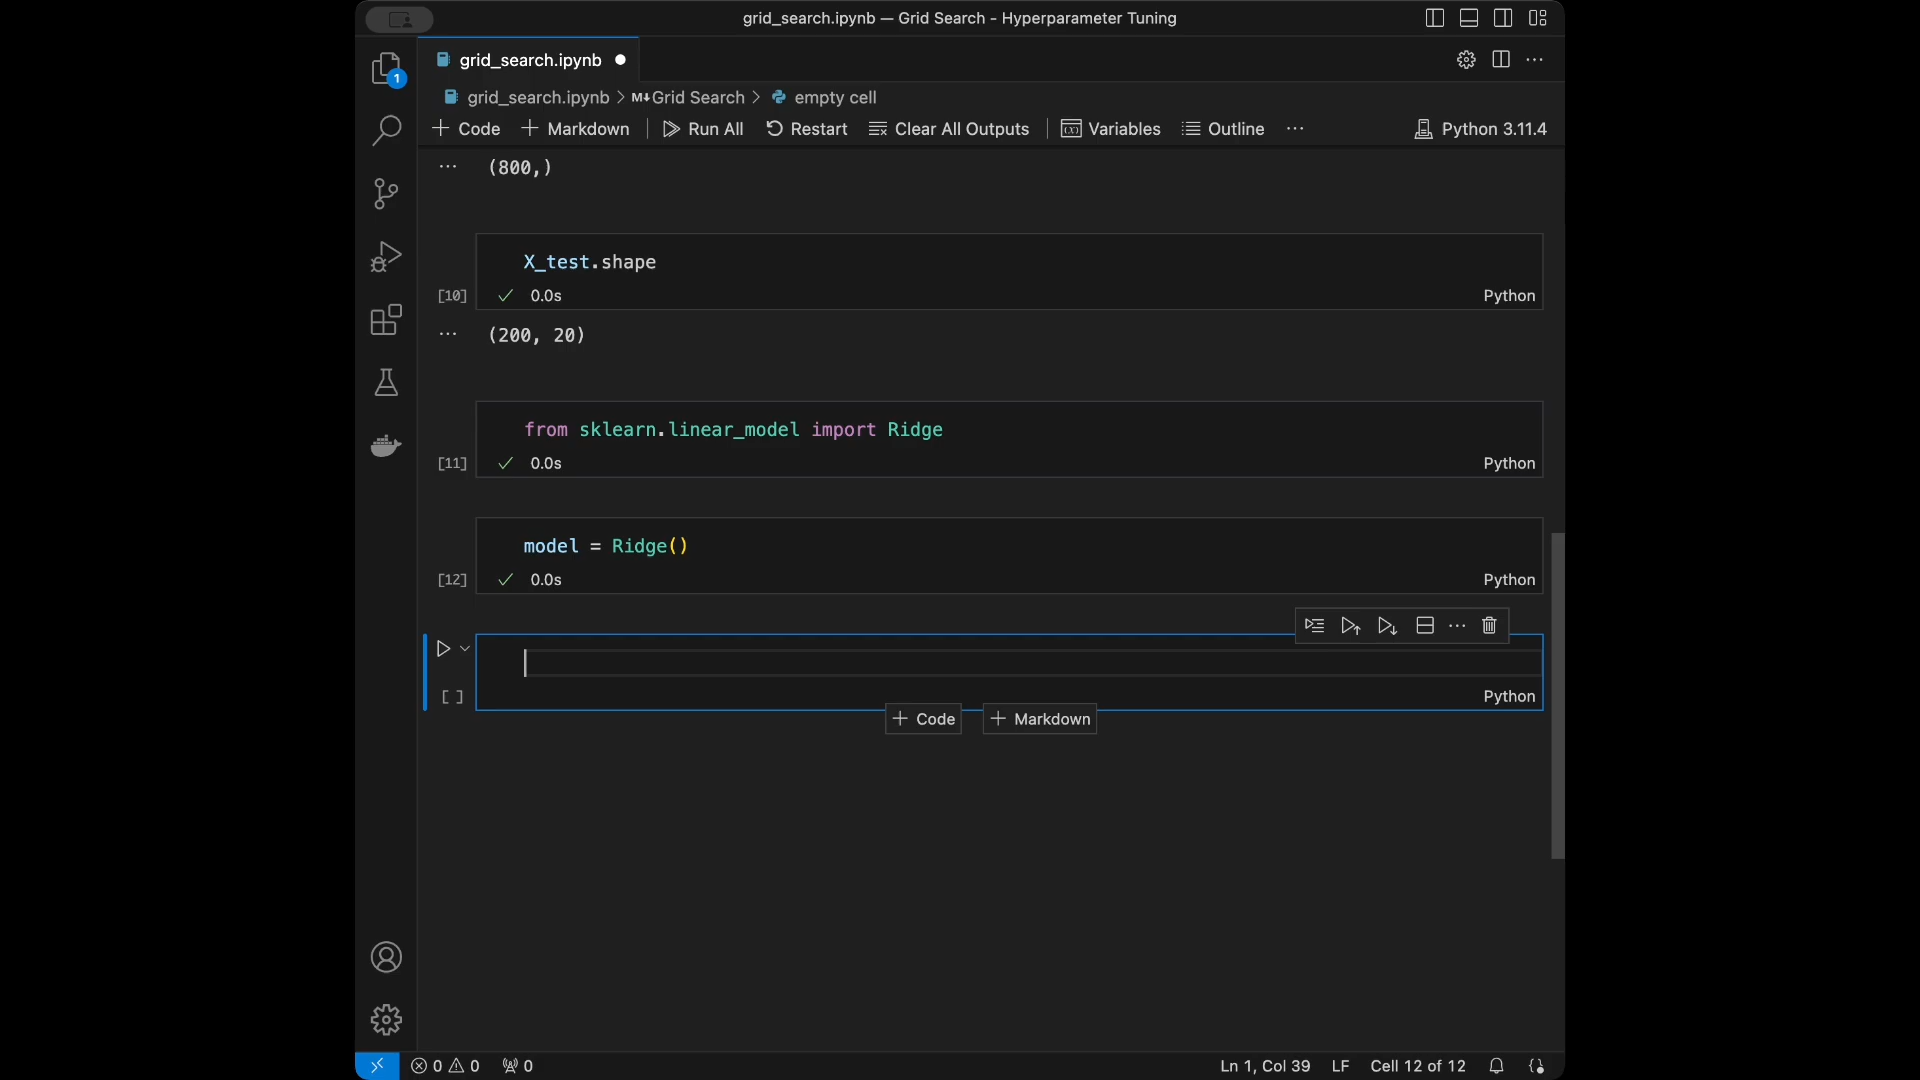 grid_search.ipynb — Grid Search - Hyperparameter Tuning
1
grid_search.ipynb
grid_search.ipynb > M↓Grid Search > empty cell
+ Code + Markdown Run All Restart Clear All Outputs Variables Outline ... Python 3.11.4
... (800,)
X_test.shape
[10] ✓ 0.0s Python
... (200, 20)
from sklearn.linear_model import Ridge
[11] ✓ 0.0s Python
model = Ridge()
[12] ✓ 0.0s Python
[ ] Python
+ Code + Markdown
0 0 0 Ln 1, Col 39 LF Cell 12 of 12